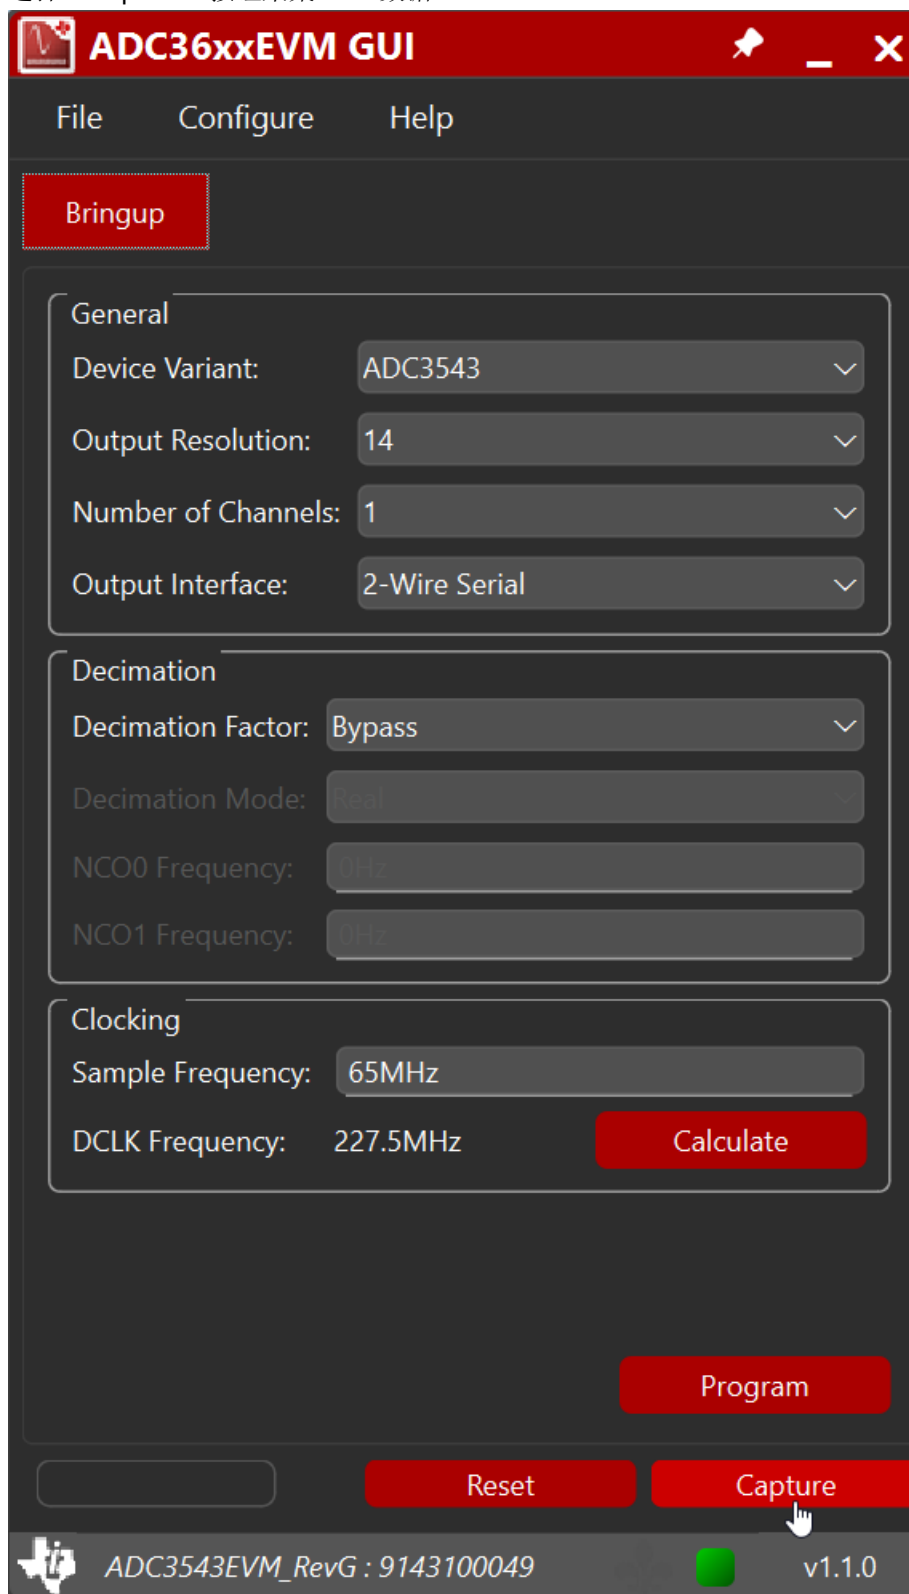 ADC36xxEVM GUI
File Configure Help
Bringup
General
Device Variant: ADC3543
Output Resolution: 14
Number of Channels: 1
Output Interface: 2-Wire Serial
Decimation
Decimation Factor: Bypass
Decimation Mode: Real
NCO0 Frequency: 0Hz
NCO1 Frequency: 0Hz
Clocking
Sample Frequency: 65MHz
DCLK Frequency: 227.5MHz Calculate
Program
Reset Capture
ADC3543EVM_RevG : 9143100049 v1.1.0